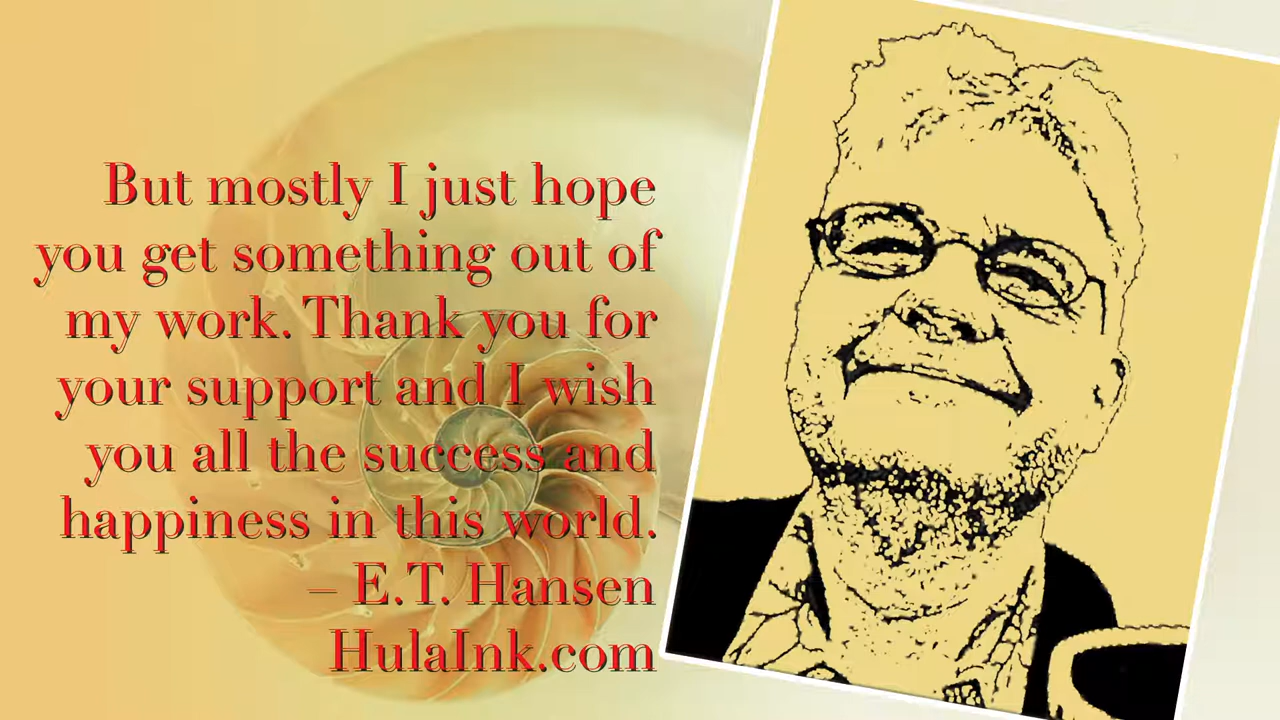 But mostly I just hope
you get something out of
my work. Thank you for
your support and I wish
you all the success and
happiness in this world.
– E.T. Hansen
HulaInk.com